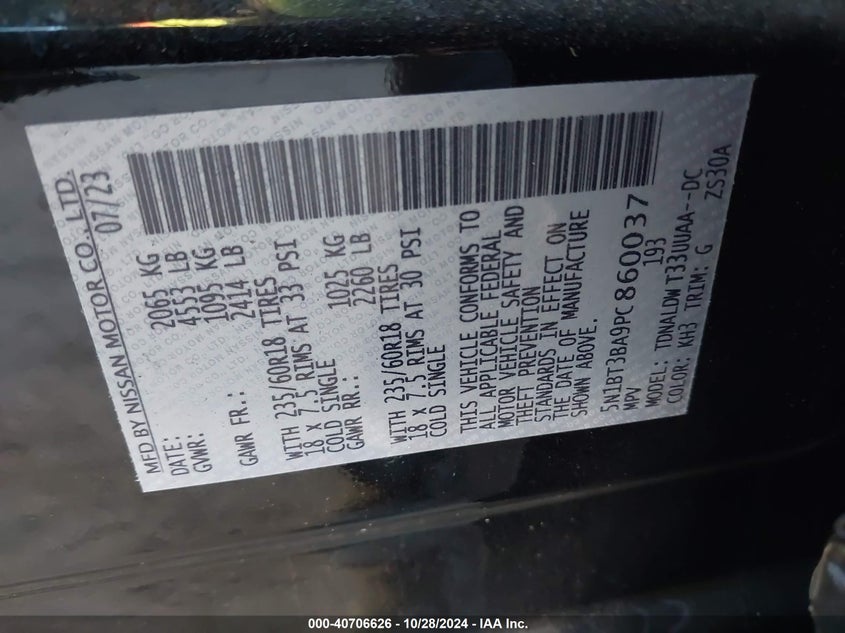 MFD BY NISSAN MOTOR CO., LTD.
DATE: 07/23
GVWR: 2065 KG
4553 LB
GAWR FR.: 1095 KG
2414 LB
WITH 235/60R18 TIRES
18 X 7.5 RIMS AT 33 PSI
COLD SINGLE
GAWR RR.: 1025 KG
2260 LB
WITH 235/60R18 TIRES
18 X 7.5 RIMS AT 30 PSI
COLD SINGLE
THIS VEHICLE CONFORMS TO
ALL APPLICABLE FEDERAL
MOTOR VEHICLE SAFETY AND
THEFT PREVENTION
STANDARDS IN EFFECT ON
THE DATE OF MANUFACTURE
SHOWN ABOVE.
5N1BT3BA9PC860037
MPV 193
MODEL: TDNALDW T33UUAA--DC
COLOR: KH3 TRIM: G ZS30A
000-40706626 - 10/28/2024 - IAA Inc.